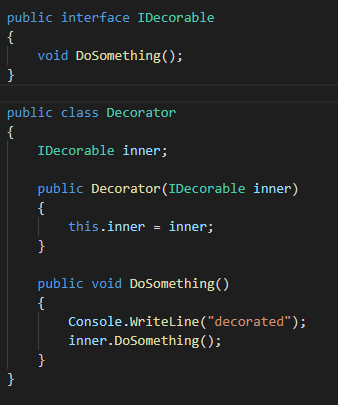 public interface IDecorable
{
    void DoSomething();
}

public class Decorator
{
    IDecorable inner;

    public Decorator(IDecorable inner)
    {
        this.inner = inner;
    }

    public void DoSomething()
    {
        Console.WriteLine("decorated");
        inner.DoSomething();
    }
}